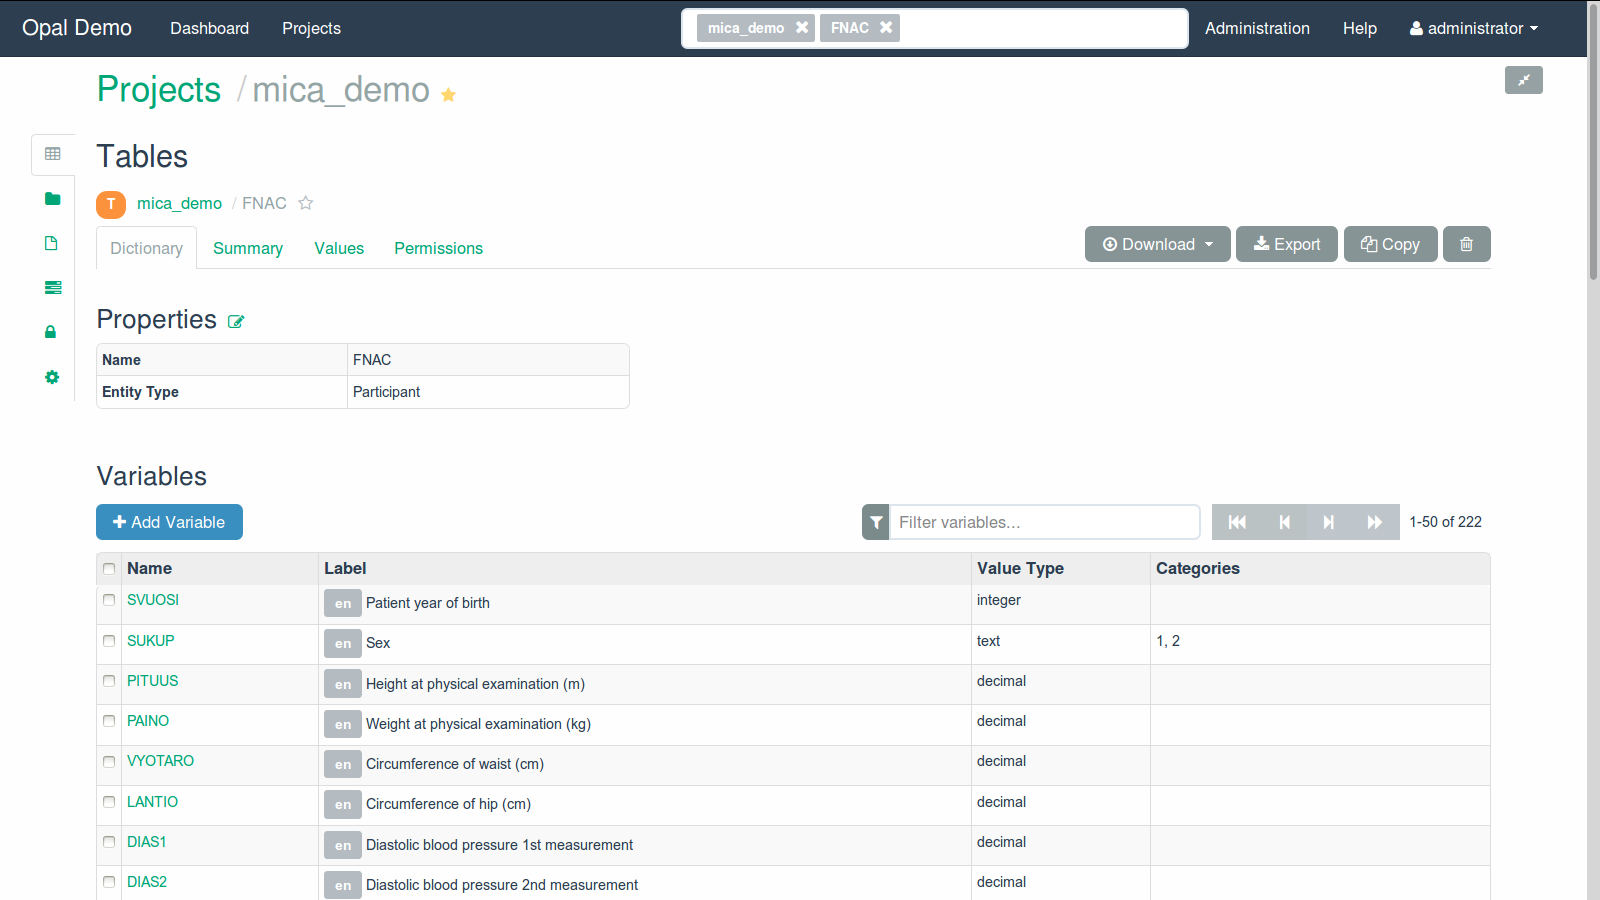 Opal Demo Dashboard Projects mica_demo FNAC Administration Help administrator
Projects / mica_demo
Tables
T mica_demo / FNAC
Dictionary Summary Values Permissions Download Export Copy
Properties
Name FNAC
Entity Type Participant
Variables
Add Variable Filter variables... 1-50 of 222
Name Label Value Type Categories
SVUOSI en Patient year of birth integer
SUKUP en Sex text 1, 2
PITUUS en Height at physical examination (m) decimal
PAINO en Weight at physical examination (kg) decimal
VYOTARO en Circumference of waist (cm) decimal
LANTIO en Circumference of hip (cm) decimal
DIAS1 en Diastolic blood pressure 1st measurement decimal
DIAS2 en Diastolic blood pressure 2nd measurement decimal